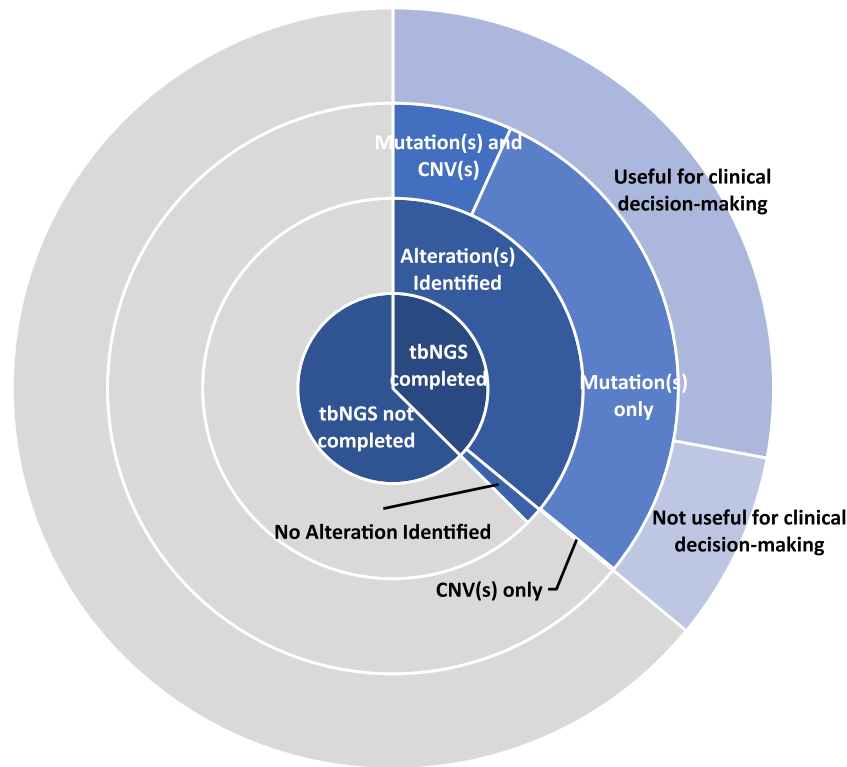 Mutation(s) and
CNV(s)
Useful for clinical
decision-making
Alteration(s)
Identified
tbNGS
completed
Mutation(s)
only
tbNGS not
completed
Not useful for clinical
decision-making
No Alteration Identified
CNV(s) only